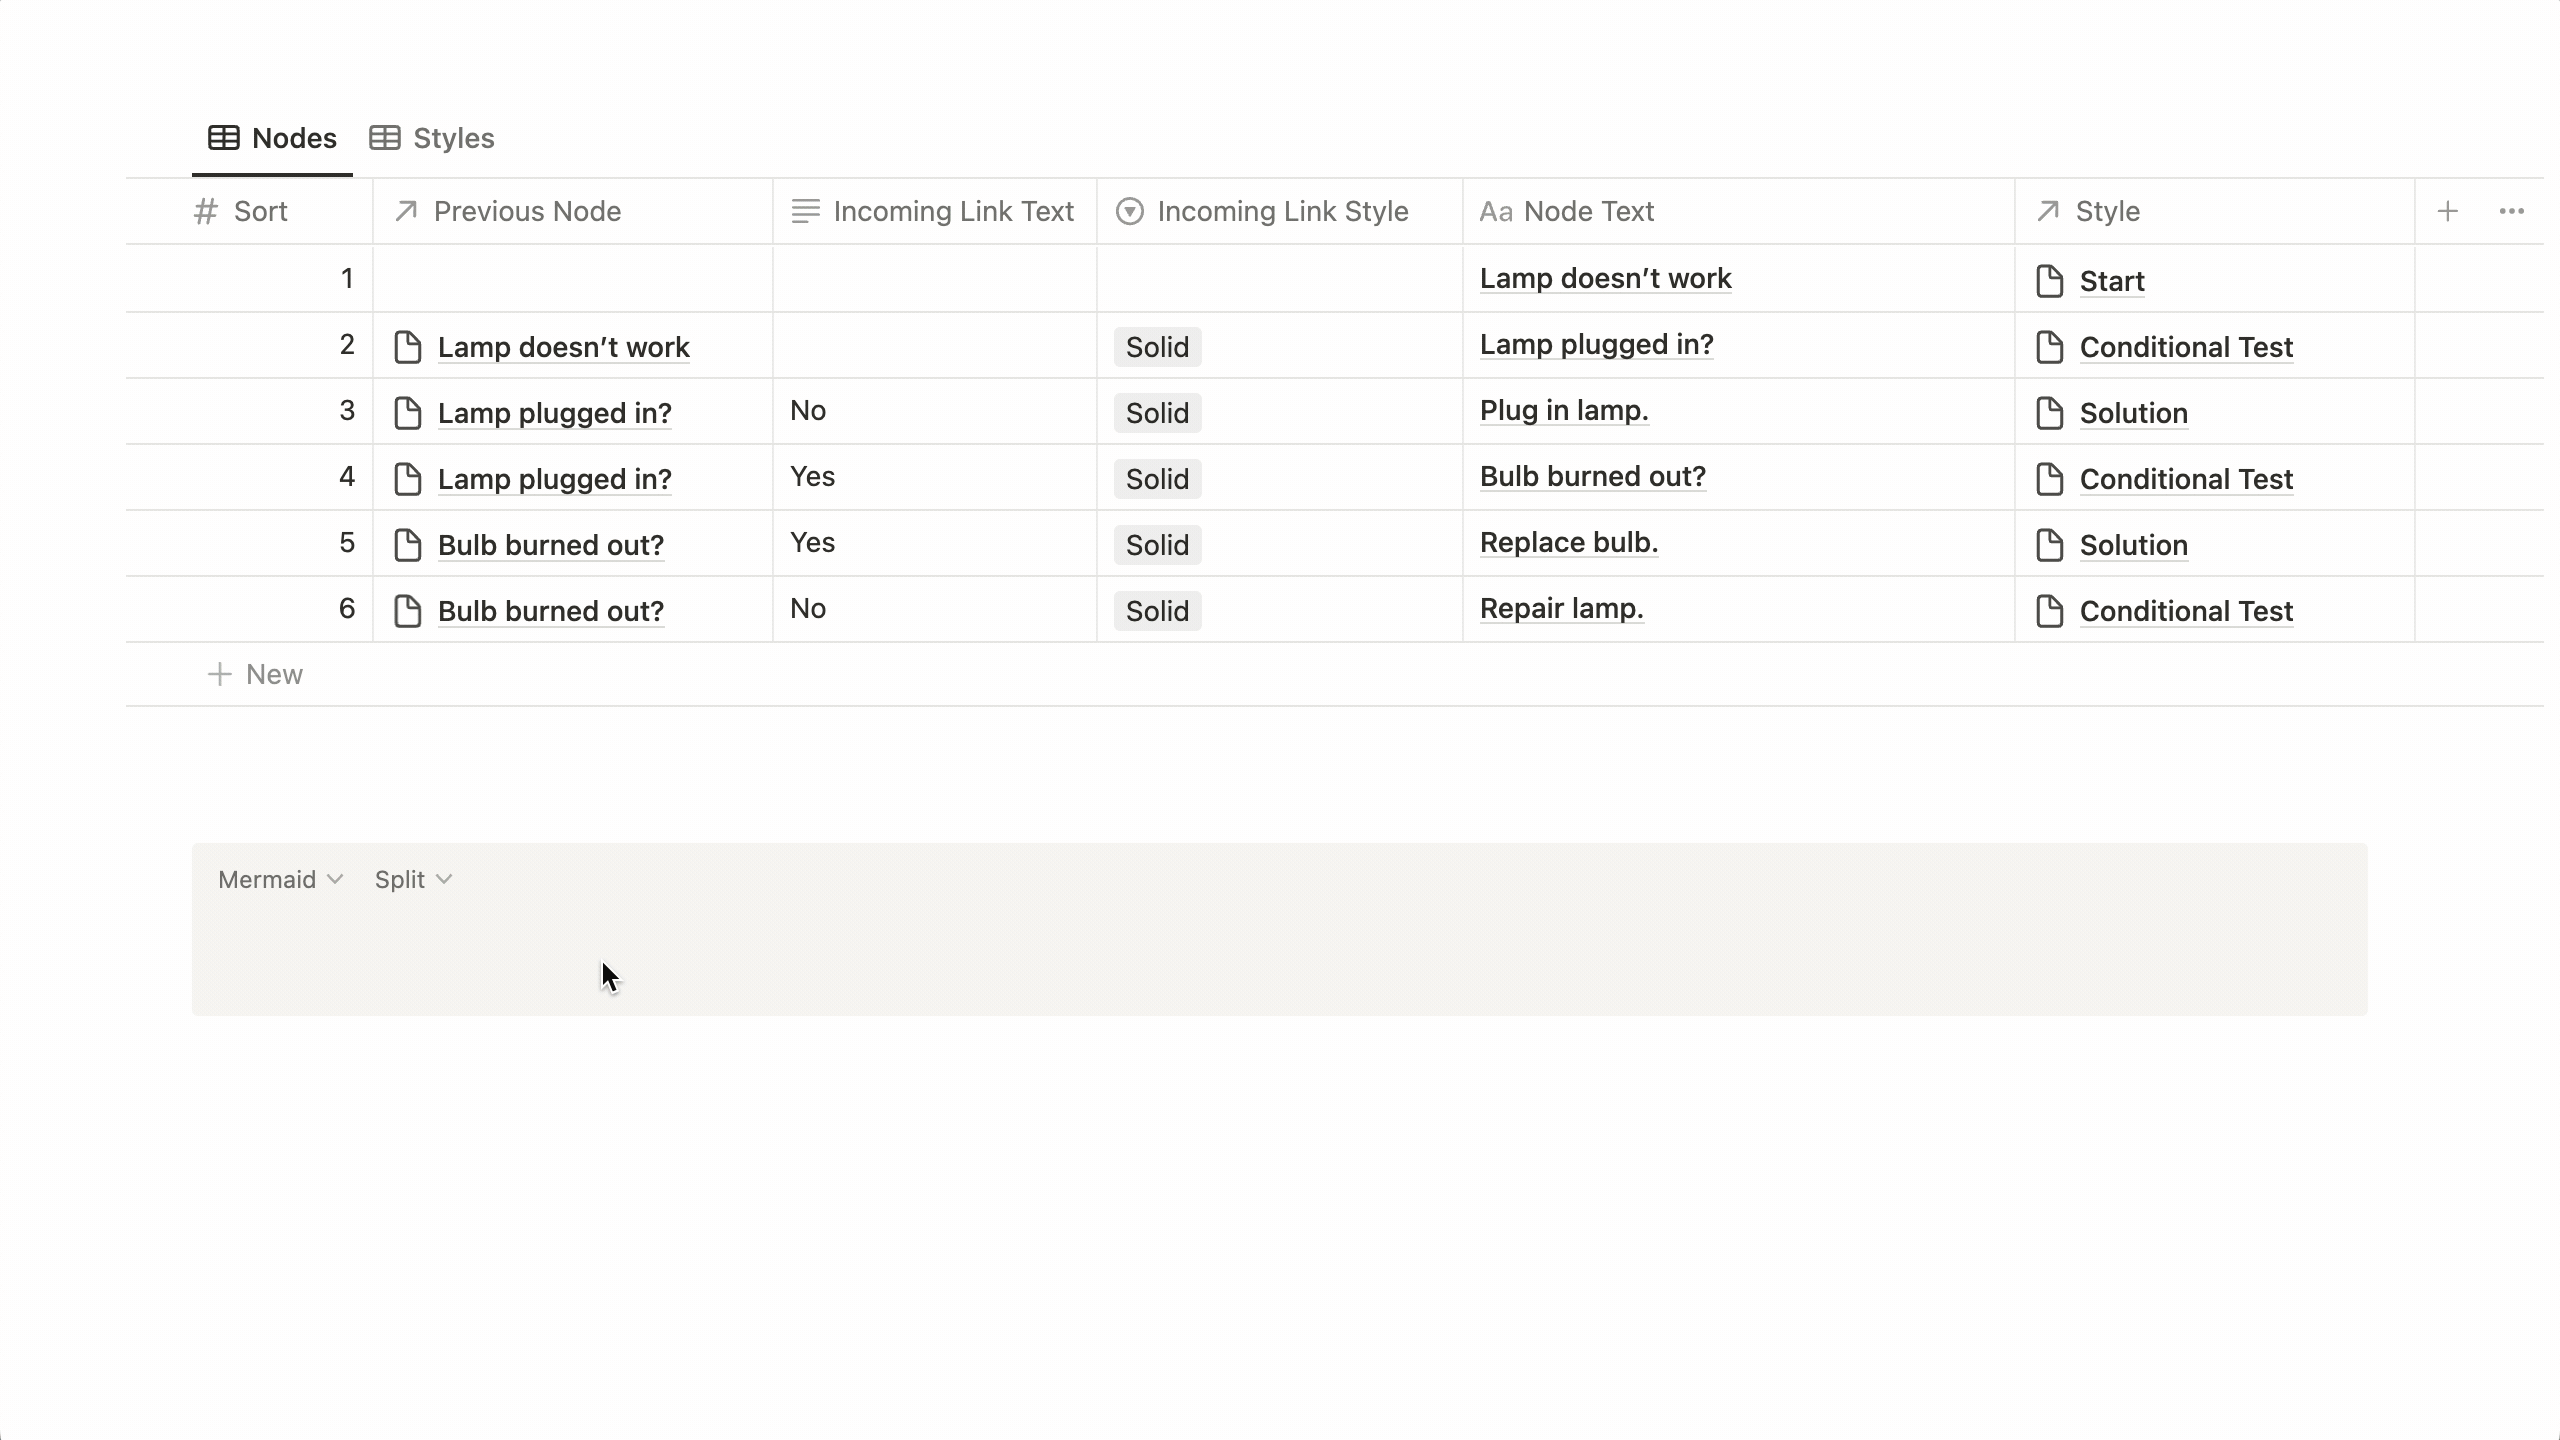 Nodes Styles
# Sort Previous Node Incoming Link Text Incoming Link Style Aa Node Text Style
1 Lamp doesn’t work Start
2 Lamp doesn’t work Solid Lamp plugged in? Conditional Test
3 Lamp plugged in? No Solid Plug in lamp. Solution
4 Lamp plugged in? Yes Solid Bulb burned out? Conditional Test
5 Bulb burned out? Yes Solid Replace bulb. Solution
6 Bulb burned out? No Solid Repair lamp. Conditional Test
+ New
Mermaid Split